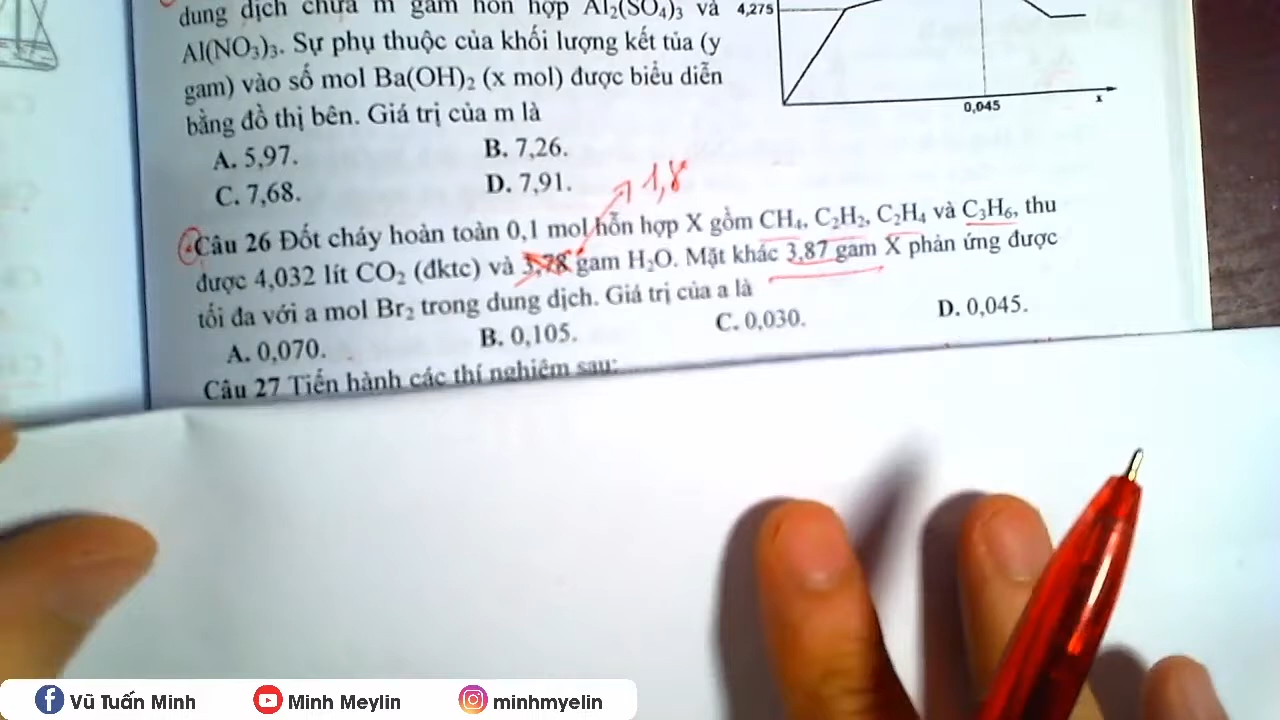 dung dịch chứa m gam hỗn hợp Al₂(SO₄)₃ và
Al(NO₃)₃. Sự phụ thuộc của khối lượng kết tủa (y
gam) vào số mol Ba(OH)₂ (x mol) được biểu diễn
bằng đồ thị bên. Giá trị của m là
A. 5,97.
B. 7,26.
C. 7,68.
D. 7,91.
4,275
0,045
x
1,8
Câu 26 Đốt cháy hoàn toàn 0,1 mol hỗn hợp X gồm CH₄, C₂H₂, C₂H₄ và C₃H₆, thu
được 4,032 lít CO₂ (đktc) và 3,78 gam H₂O. Mặt khác 3,87 gam X phản ứng được
tối đa với a mol Br₂ trong dung dịch. Giá trị của a là
A. 0,070.
B. 0,105.
C. 0,030.
D. 0,045.
Câu 27 Tiến hành các thí nghiệm sau:
Vũ Tuấn Minh
Minh Meylin
minhmyelin